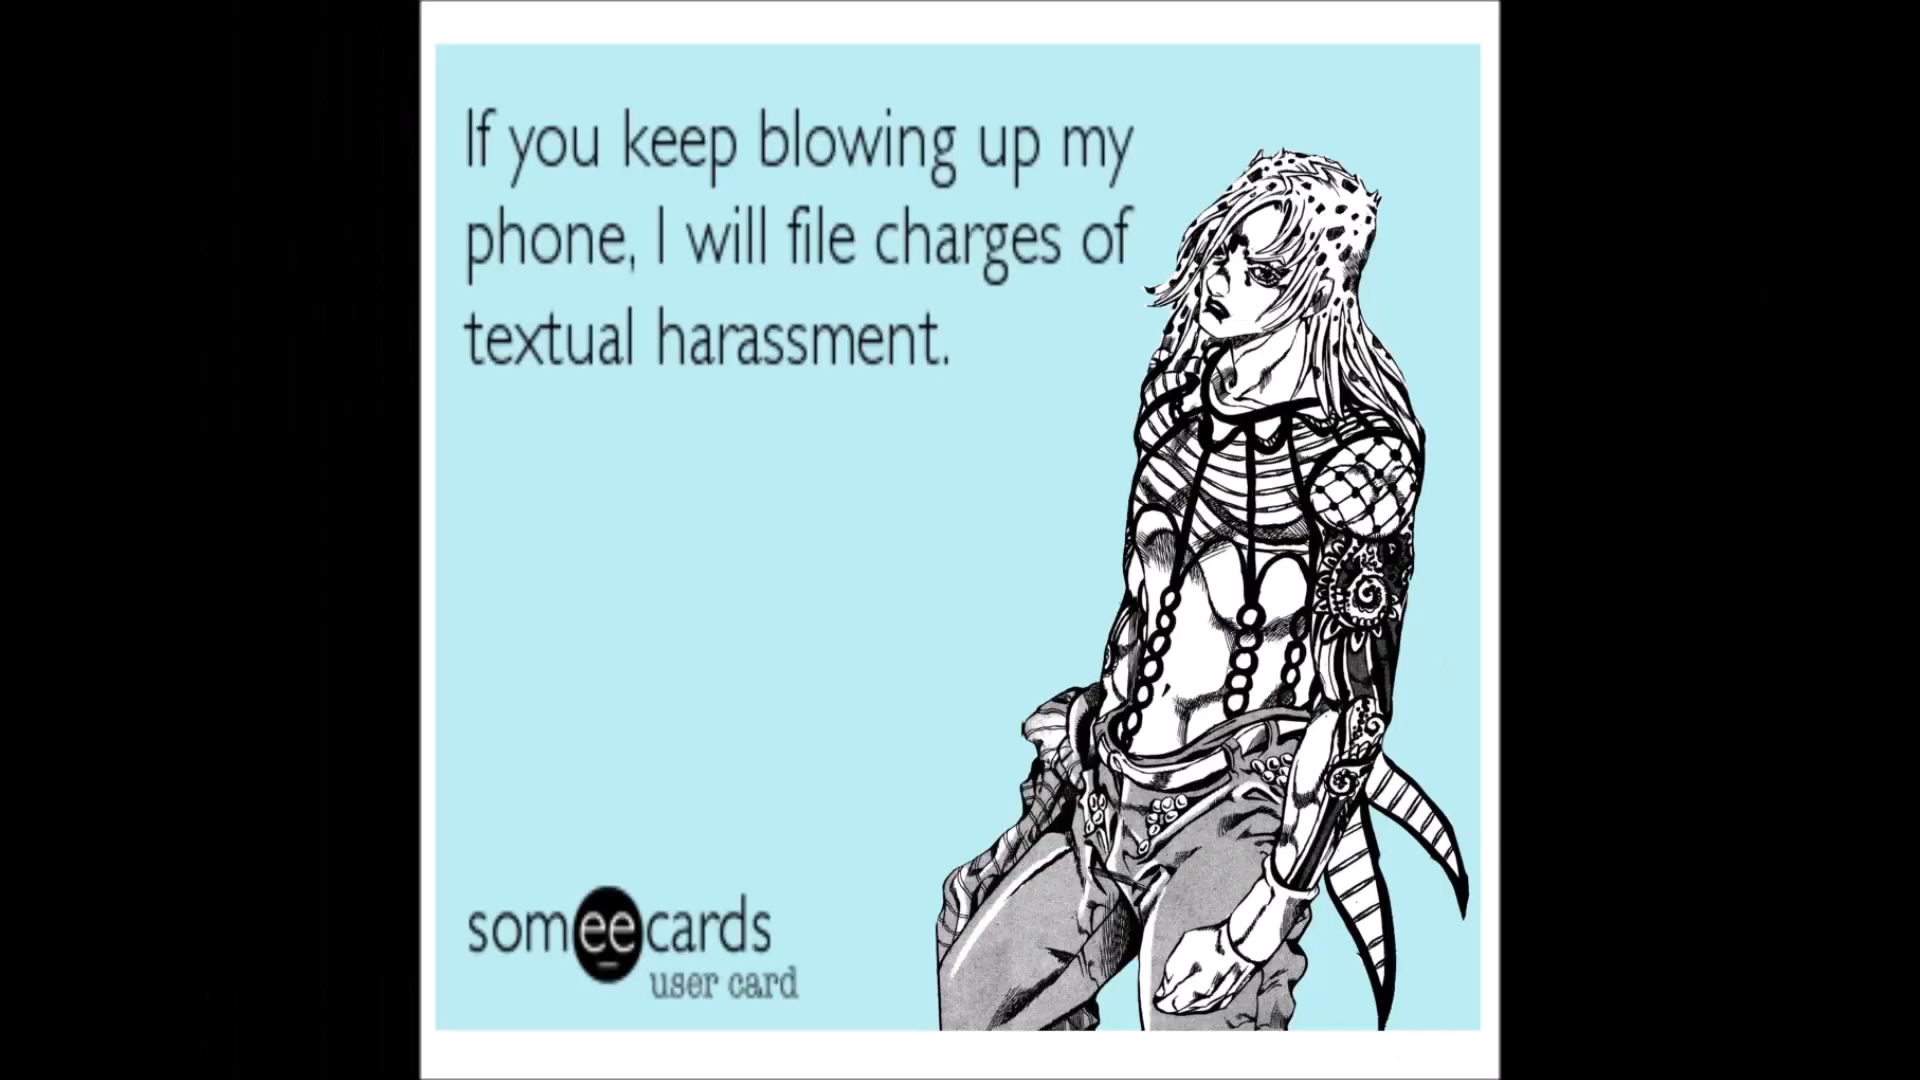 If you keep blowing up my
phone, I will file charges of
textual harassment.
someecards
user card